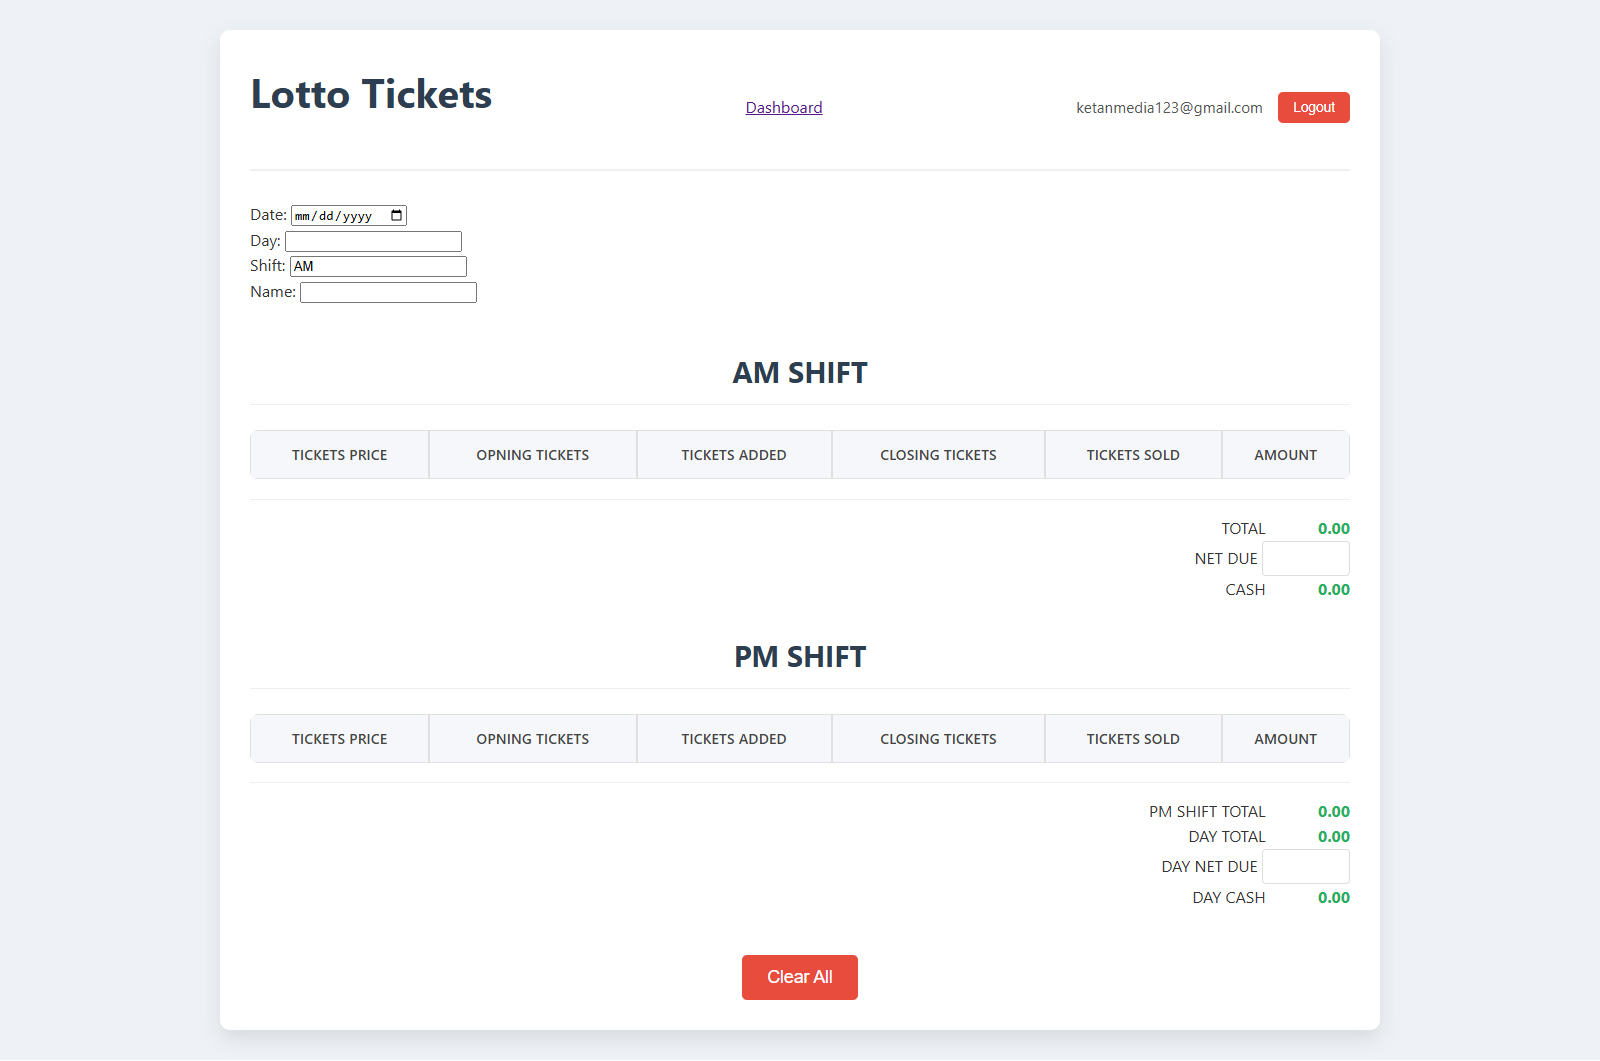 Lotto Tickets
Dashboard
ketanmedia123@gmail.com
Logout
Date: mm/dd/yyyy
Day:
Shift: AM
Name:
AM SHIFT
TICKETS PRICE OPNING TICKETS TICKETS ADDED CLOSING TICKETS TICKETS SOLD AMOUNT
TOTAL 0.00
NET DUE
CASH 0.00
PM SHIFT
TICKETS PRICE OPNING TICKETS TICKETS ADDED CLOSING TICKETS TICKETS SOLD AMOUNT
PM SHIFT TOTAL 0.00
DAY TOTAL 0.00
DAY NET DUE
DAY CASH 0.00
Clear All